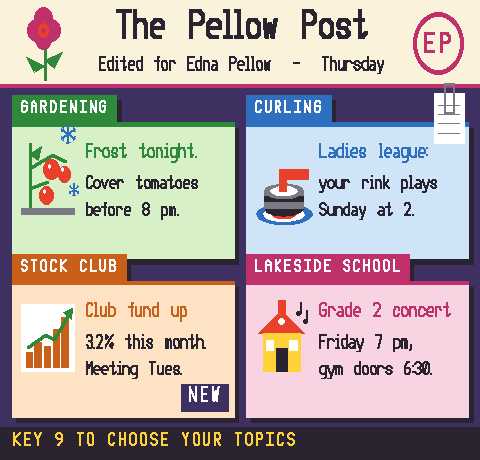 The Pellow Post
Edited for Edna Pellow - Thursday
EP
GARDENING
Frost tonight.
Cover tomatoes
before 8 pm.
CURLING
Ladies league:
your rink plays
Sunday at 2.
STOCK CLUB
Club fund up
3.2% this month.
Meeting Tues.
NEW
LAKESIDE SCHOOL
Grade 2 concert
Friday 7 pm,
gym doors 6:30.
KEY 9 TO CHOOSE YOUR TOPICS